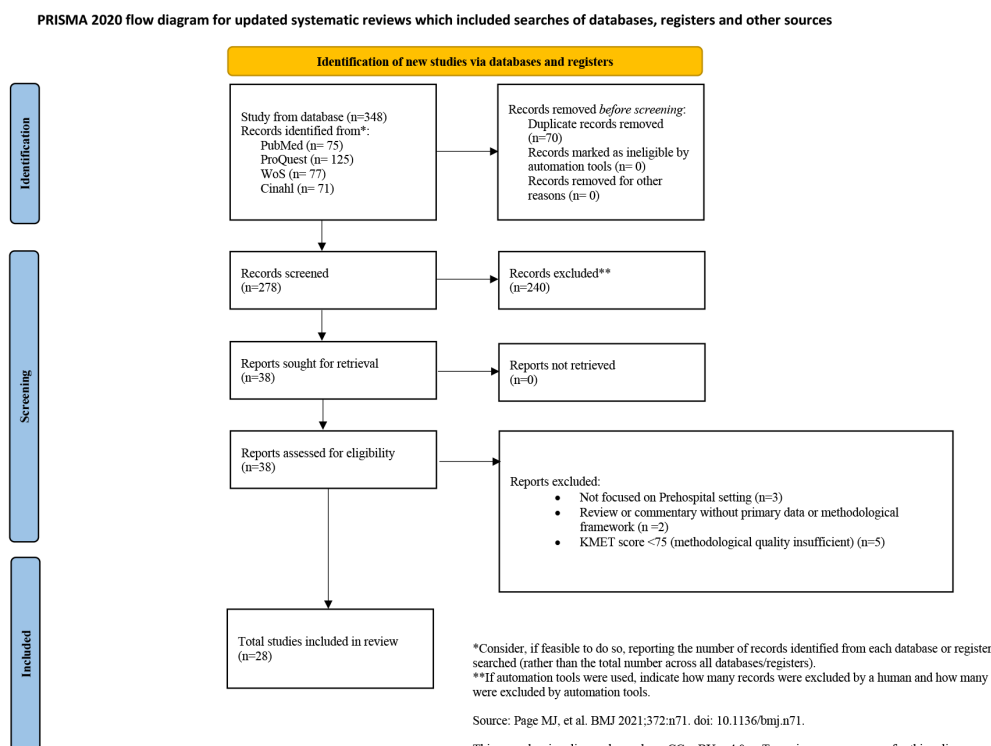 PRISMA 2020 flow diagram for updated systematic reviews which included searches of databases, registers and other sources
Identification of new studies via databases and registers
Identification
Study from database (n=348)
Records identified from*:
PubMed (n= 75)
ProQuest (n= 125)
WoS (n= 77)
Cinahl (n= 71)
Records removed before screening:
Duplicate records removed
(n=70)
Records marked as ineligible by
automation tools (n= 0)
Records removed for other
reasons (n= 0)
Screening
Records screened
(n=278)
Records excluded**
(n=240)
Reports sought for retrieval
(n=38)
Reports not retrieved
(n=0)
Reports assessed for eligibility
(n=38)
Reports excluded:
• Not focused on Prehospital setting (n=3)
• Review or commentary without primary data or methodological
framework (n =2)
• KMET score <75 (methodological quality insufficient) (n=5)
Included
Total studies included in review
(n=28)
*Consider, if feasible to do so, reporting the number of records identified from each database or register
searched (rather than the total number across all databases/registers).
**If automation tools were used, indicate how many records were excluded by a human and how many
were excluded by automation tools.
Source: Page MJ, et al. BMJ 2021;372:n71. doi: 10.1136/bmj.n71.